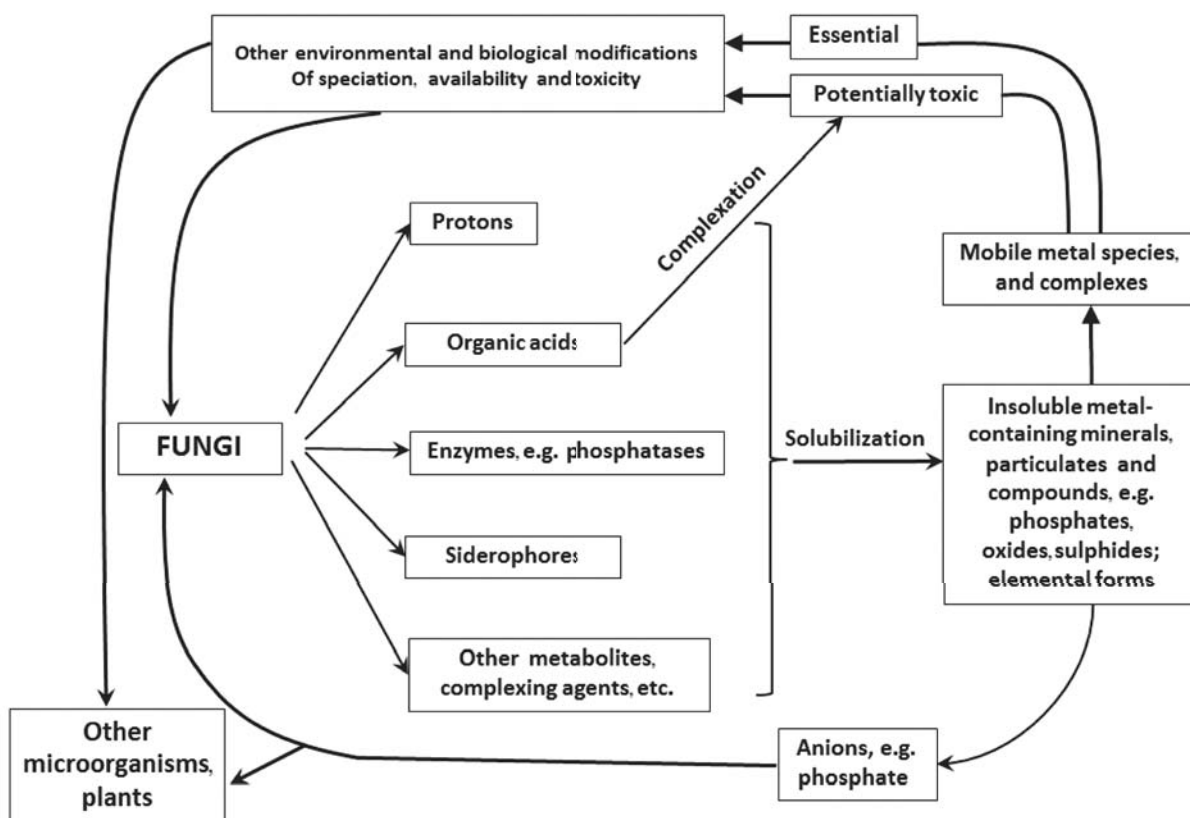 Essential
Other environmental and biological modifications
Of speciation, availability and toxicity
Potentially toxic
Protons
Complexation
Mobile metal species,
and complexes
Organic acids
FUNGI
Enzymes, e.g. phosphatases
Solubilization
Insoluble metal-
containing minerals,
particulates and
compounds, e.g.
phosphates,
oxides, sulphides;
elemental forms
Siderophores
Other metabolites,
complexing agents, etc.
Other
microorganisms,
plants
Anions, e.g.
phosphate